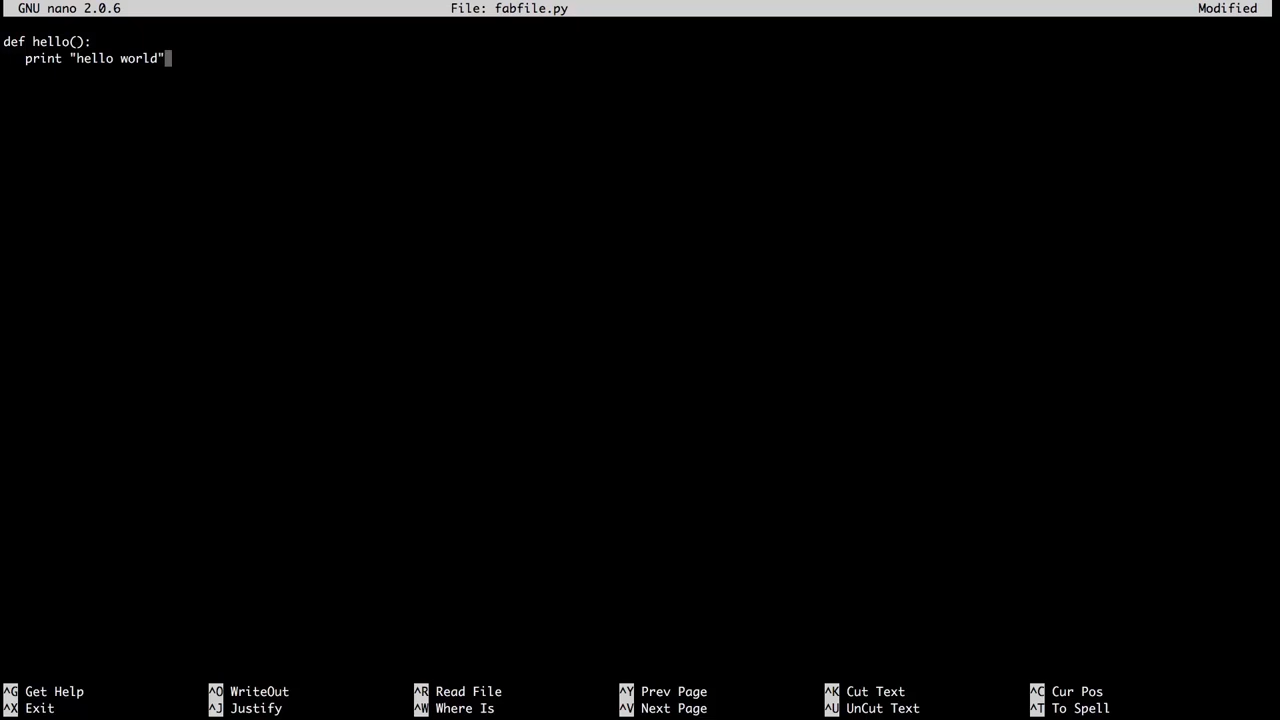 GNU nano 2.0.6 File: fabfile.py Modified
def hello():
   print "hello world"
^G Get Help ^O WriteOut ^R Read File ^Y Prev Page ^K Cut Text ^C Cur Pos
^X Exit ^J Justify ^W Where Is ^V Next Page ^U UnCut Text ^T To Spell